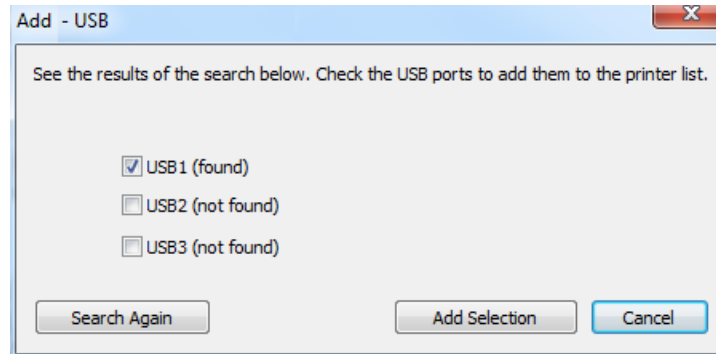 Add - USB
See the results of the search below. Check the USB ports to add them to the printer list.
USB1 (found)
USB2 (not found)
USB3 (not found)
Search Again Add Selection Cancel